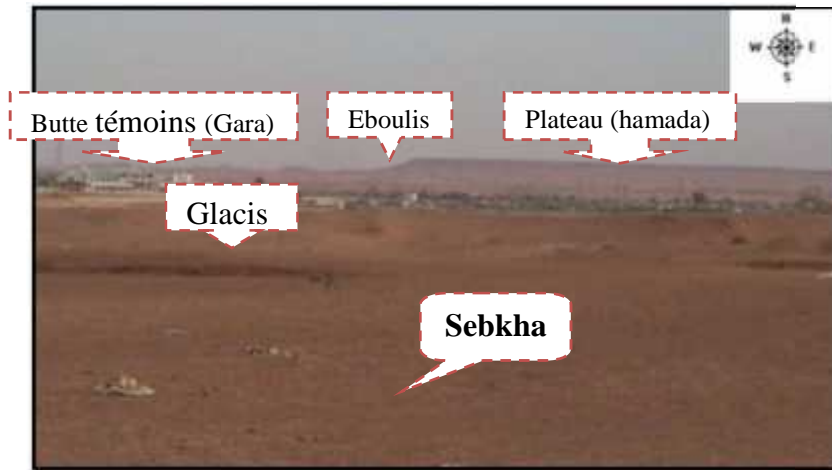 N
W E
S
Butte témoins (Gara)
Eboulis
Plateau (hamada)
Glacis
Sebkha